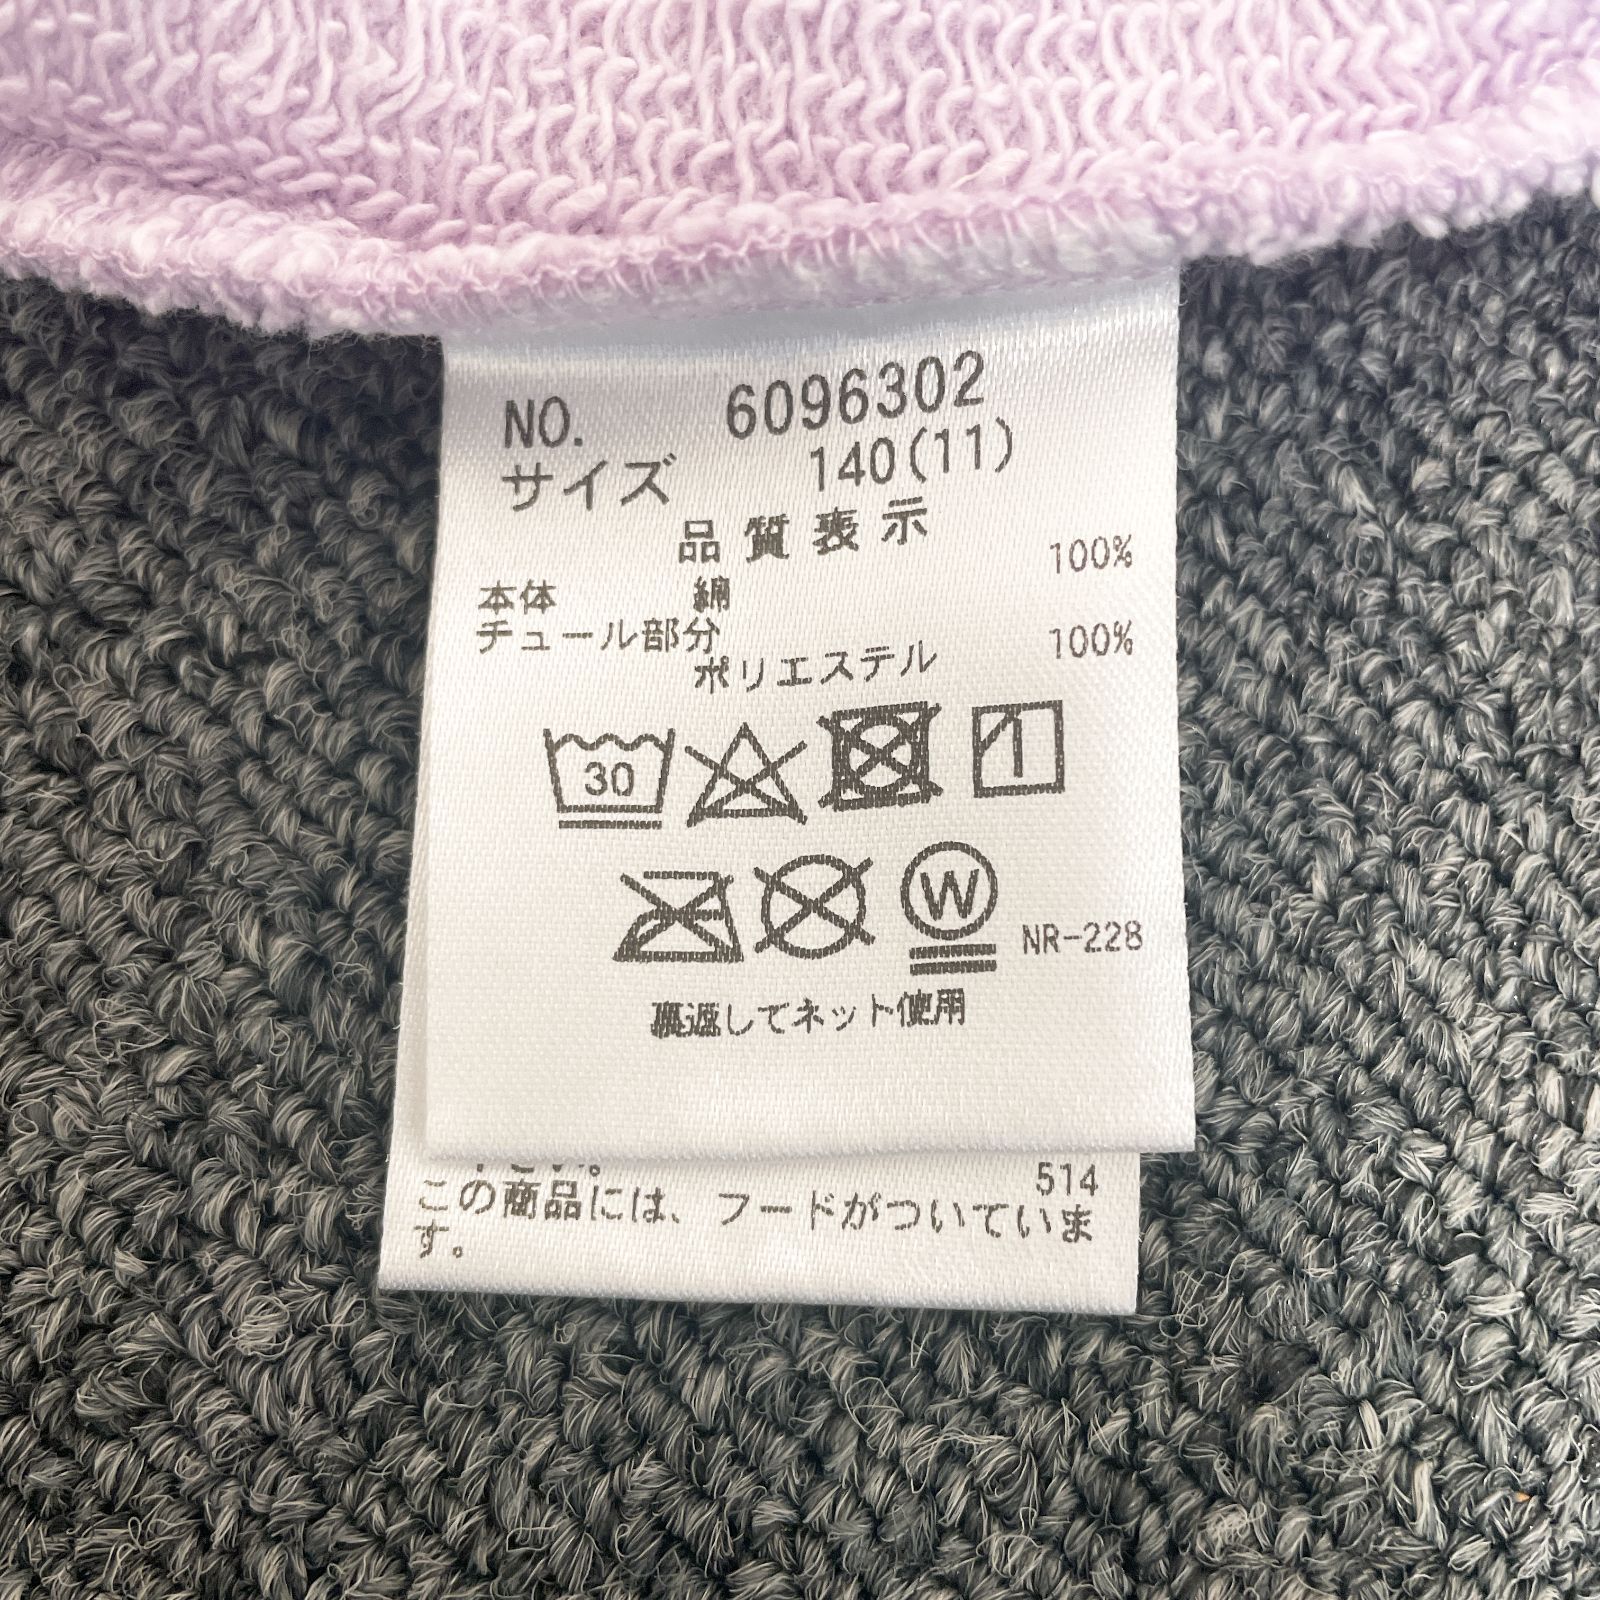 NO. 6096302
サイズ 140(11)
品質表示
本体 綿 100%
チュール部分
ポリエステル 100%
30
W NR-228
裏返してネット使用
514
この商品には、フードがついていま
す。